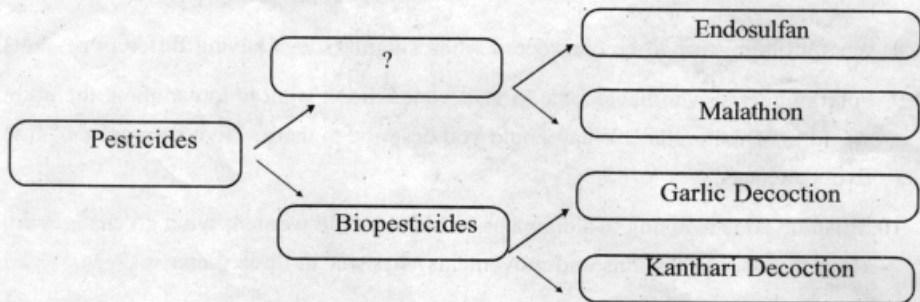 Endosulfan
?
Malathion
Pesticides
Garlic Decoction
Biopesticides
Kanthari Decoction